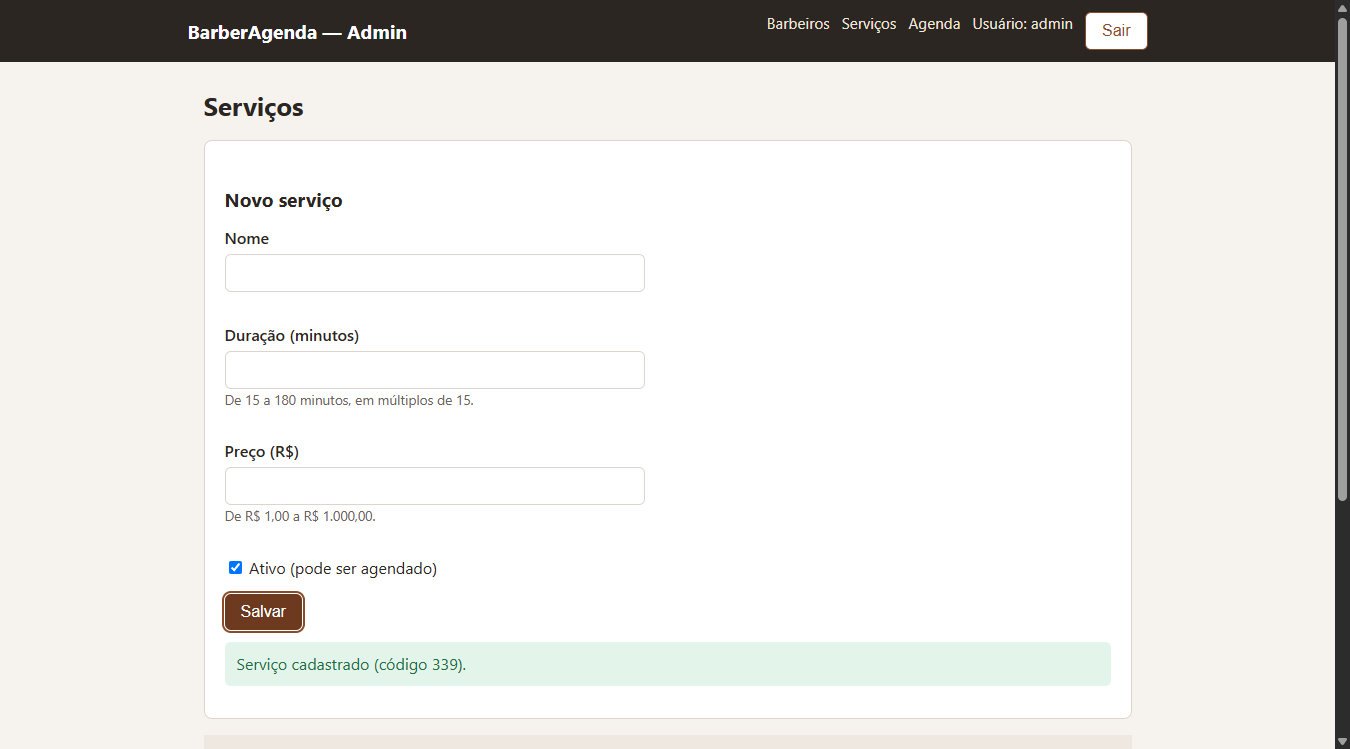 BarberAgenda — Admin
Barbeiros Serviços Agenda Usuário: admin Sair
Serviços
Novo serviço
Nome
Duração (minutos)
De 15 a 180 minutos, em múltiplos de 15.
Preço (R$)
De R$ 1,00 a R$ 1.000,00.
Ativo (pode ser agendado)
Salvar
Serviço cadastrado (código 339).